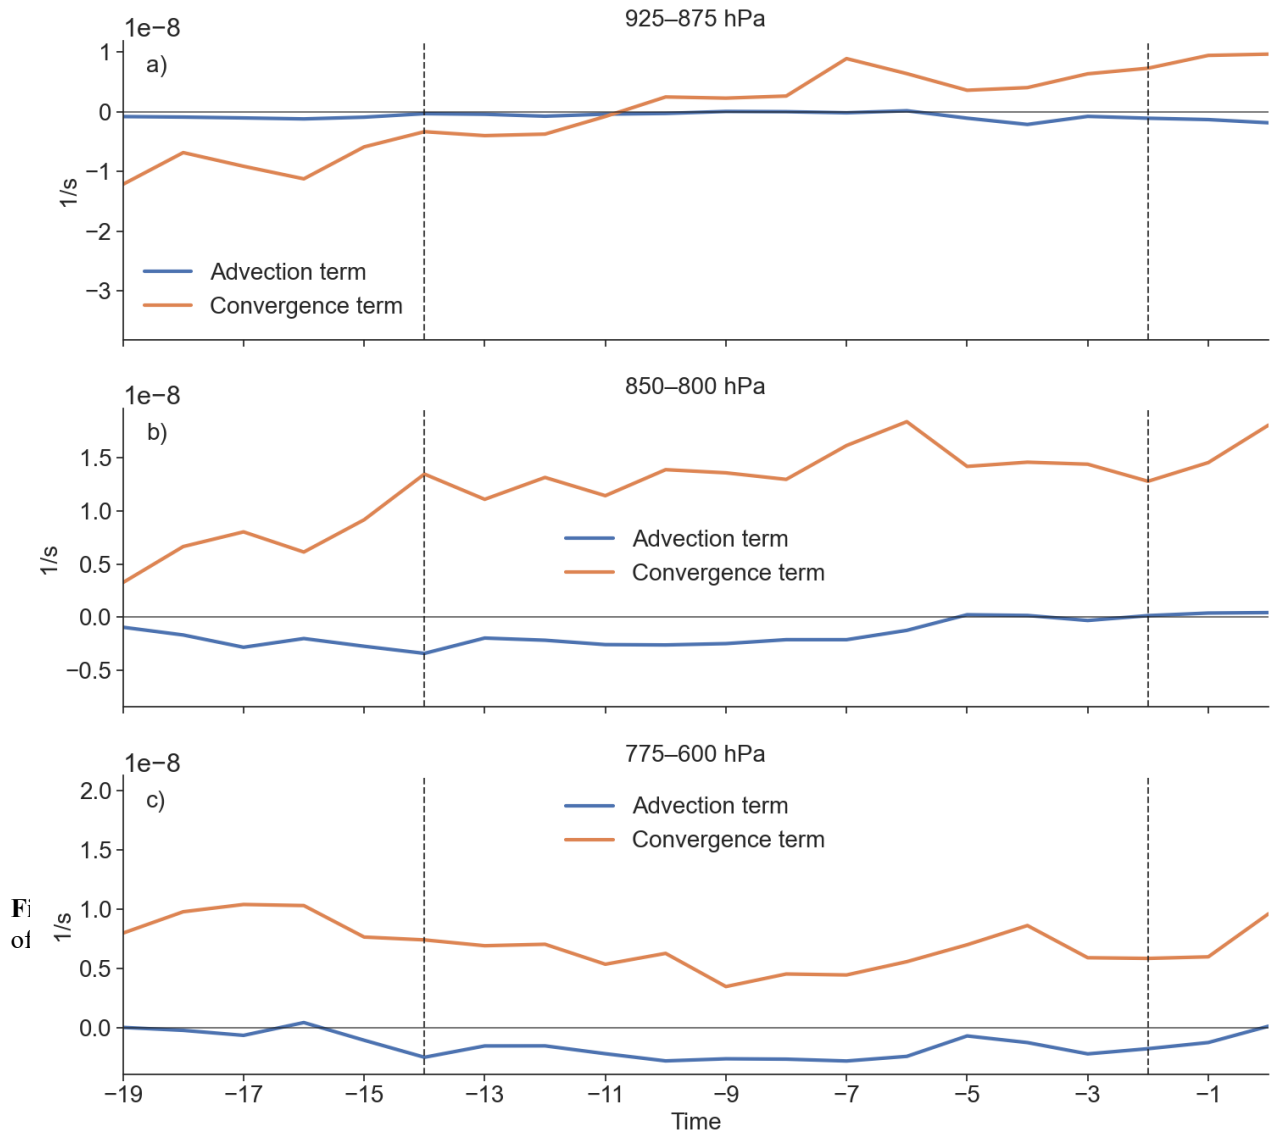 925–875 hPa
1e−8
a)
1
0
−1
−2
−3
1/s
Advection term
Convergence term
850–800 hPa
1e−8
b)
1.5
1.0
0.5
0.0
−0.5
1/s
Advection term
Convergence term
775–600 hPa
1e−8
c)
2.0
1.5
1.0
0.5
0.0
1/s
Advection term
Convergence term
Fi
of
−19 −17 −15 −13 −11 −9 −7 −5 −3 −1
Time